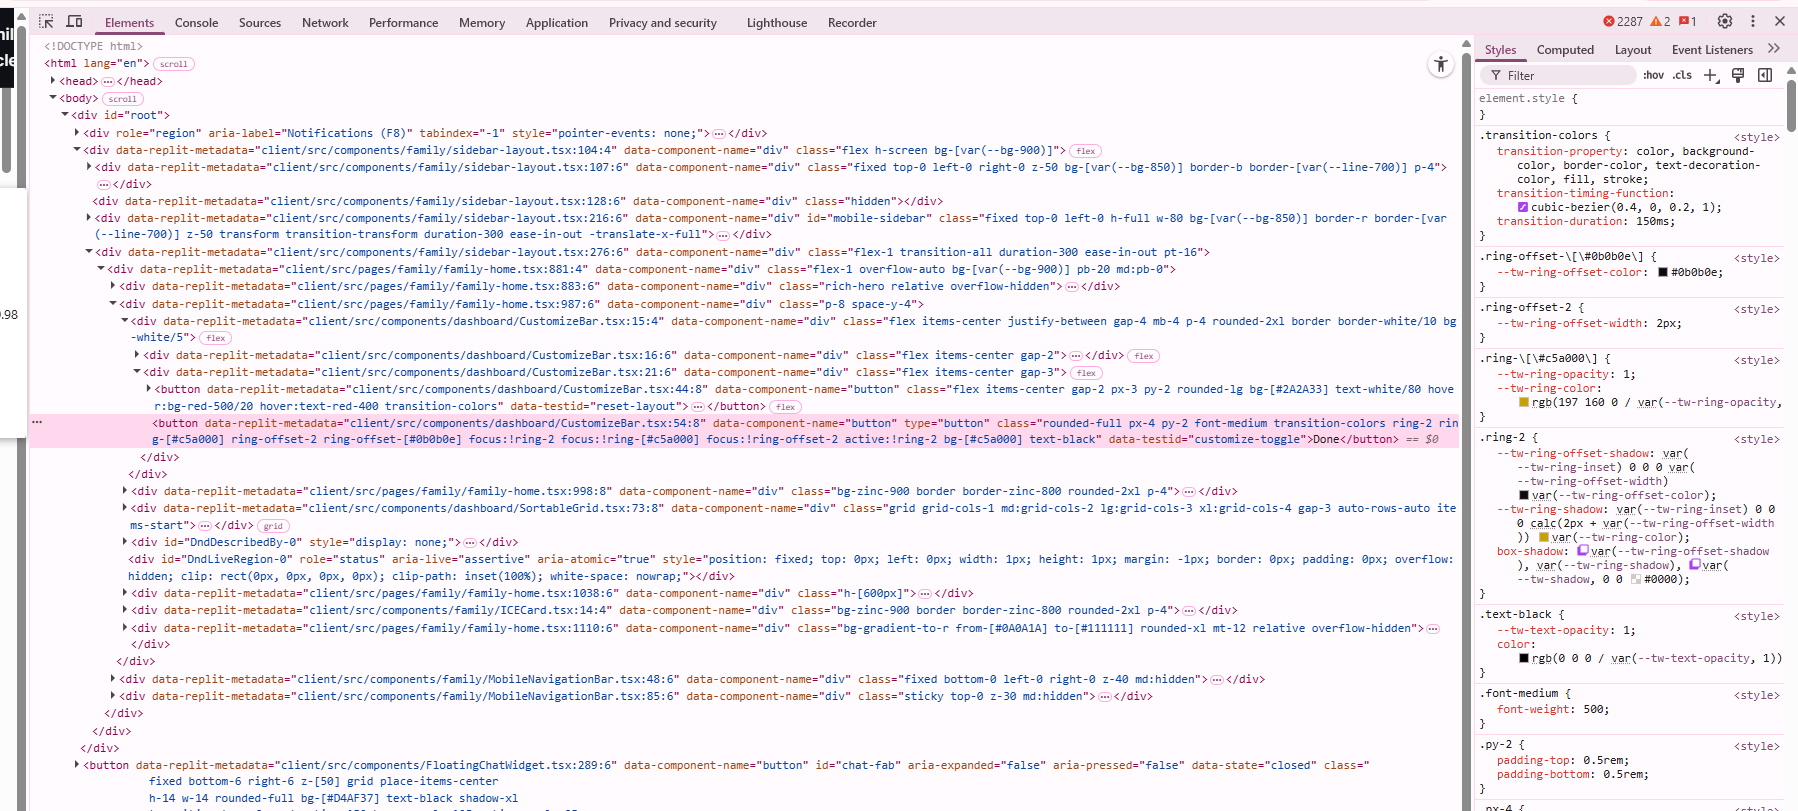 Elements Console Sources Network Performance Memory Application Privacy and security Lighthouse Recorder 2287 2 1
<!DOCTYPE html>
<html lang="en"> scroll
<head> ••• </head>
<body> scroll
<div id="root">
<div role="region" aria-label="Notifications (F8)" tabindex="-1" style="pointer-events: none;"> ••• </div>
<div data-replit-metadata="client/src/components/family/sidebar-layout.tsx:104:4" data-component-name="div" class="flex h-screen bg-[var(--bg-900)]"> flex
<div data-replit-metadata="client/src/components/family/sidebar-layout.tsx:107:6" data-component-name="div" class="fixed top-0 left-0 right-0 z-50 bg-[var(--bg-850)] border-b border-[var(--line-700)] p-4">
••• </div>
<div data-replit-metadata="client/src/components/family/sidebar-layout.tsx:128:6" data-component-name="div" class="hidden"></div>
<div data-replit-metadata="client/src/components/family/sidebar-layout.tsx:216:6" data-component-name="div" id="mobile-sidebar" class="fixed top-0 left-0 h-full w-80 bg-[var(--bg-850)] border-r border-[var
(--line-700)] z-50 transform transition-transform duration-300 ease-in-out -translate-x-full"> ••• </div>
<div data-replit-metadata="client/src/components/family/sidebar-layout.tsx:276:6" data-component-name="div" class="flex-1 transition-all duration-300 ease-in-out pt-16">
<div data-replit-metadata="client/src/pages/family/family-home.tsx:881:4" data-component-name="div" class="flex-1 overflow-auto bg-[var(--bg-900)] pb-20 md:pb-0">
<div data-replit-metadata="client/src/pages/family/family-home.tsx:883:6" data-component-name="div" class="rich-hero relative overflow-hidden"> ••• </div>
<div data-replit-metadata="client/src/pages/family/family-home.tsx:987:6" data-component-name="div" class="p-8 space-y-4">
<div data-replit-metadata="client/src/components/dashboard/CustomizeBar.tsx:15:4" data-component-name="div" class="flex items-center justify-between gap-4 mb-4 p-4 rounded-2xl border border-white/10 bg
-white/5"> flex
<div data-replit-metadata="client/src/components/dashboard/CustomizeBar.tsx:16:6" data-component-name="div" class="flex items-center gap-2"> ••• </div> flex
<div data-replit-metadata="client/src/components/dashboard/CustomizeBar.tsx:21:6" data-component-name="div" class="flex items-center gap-3"> flex
<button data-replit-metadata="client/src/components/dashboard/CustomizeBar.tsx:44:8" data-component-name="button" class="flex items-center gap-2 px-3 py-2 rounded-lg bg-[#2A2A33] text-white/80 hove
r:bg-red-500/20 hover:text-red-400 transition-colors" data-testid="reset-layout"> ••• </button> flex
••• <button data-replit-metadata="client/src/components/dashboard/CustomizeBar.tsx:54:8" data-component-name="button" type="button" class="rounded-full px-4 py-2 font-medium transition-colors ring-2 rin
g-[#c5a000] ring-offset-2 ring-offset-[#0b0b0e] focus:!ring-2 focus:!ring-[#c5a000] focus:!ring-offset-2 active:!ring-2 bg-[#c5a000] text-black" data-testid="customize-toggle">Done</button> == $0
</div>
</div>
<div data-replit-metadata="client/src/pages/family/family-home.tsx:998:8" data-component-name="div" class="bg-zinc-900 border border-zinc-800 rounded-2xl p-4"> ••• </div>
<div data-replit-metadata="client/src/components/dashboard/SortableGrid.tsx:73:8" data-component-name="div" class="grid grid-cols-1 md:grid-cols-2 lg:grid-cols-3 xl:grid-cols-4 gap-3 auto-rows-auto ite
ms-start"> ••• </div> grid
<div id="DndDescribedBy-0" style="display: none;"> ••• </div>
<div id="DndLiveRegion-0" role="status" aria-live="assertive" aria-atomic="true" style="position: fixed; top: 0px; left: 0px; width: 1px; height: 1px; margin: -1px; border: 0px; padding: 0px; overflow:
hidden; clip: rect(0px, 0px, 0px, 0px); clip-path: inset(100%); white-space: nowrap;"></div>
<div data-replit-metadata="client/src/pages/family/family-home.tsx:1038:6" data-component-name="div" class="h-[600px]"> ••• </div>
<div data-replit-metadata="client/src/components/family/ICECard.tsx:14:4" data-component-name="div" class="bg-zinc-900 border border-zinc-800 rounded-2xl p-4"> ••• </div>
<div data-replit-metadata="client/src/pages/family/family-home.tsx:1110:6" data-component-name="div" class="bg-gradient-to-r from-[#0A0A1A] to-[#111111] rounded-xl mt-12 relative overflow-hidden"> •••
</div>
</div>
<div data-replit-metadata="client/src/components/family/MobileNavigationBar.tsx:48:6" data-component-name="div" class="fixed bottom-0 left-0 right-0 z-40 md:hidden"> ••• </div>
<div data-replit-metadata="client/src/components/family/MobileNavigationBar.tsx:85:6" data-component-name="div" class="sticky top-0 z-30 md:hidden"> ••• </div>
</div>
</div>
</div>
<button data-replit-metadata="client/src/components/FloatingChatWidget.tsx:289:6" data-component-name="button" id="chat-fab" aria-expanded="false" aria-pressed="false" data-state="closed" class="
fixed bottom-6 right-6 z-[50] grid place-items-center
h-14 w-14 rounded-full bg-[#D4AF37] text-black shadow-xl
Styles Computed Layout Event Listeners
Filter :hov .cls
element.style {
}
.transition-colors { <style>
transition-property: color, background-
color, border-color, text-decoration-
color, fill, stroke;
transition-timing-function:
cubic-bezier(0.4, 0, 0.2, 1);
transition-duration: 150ms;
}
.ring-offset-\[\#0b0b0e\] { <style>
--tw-ring-offset-color: #0b0b0e;
}
.ring-offset-2 { <style>
--tw-ring-offset-width: 2px;
}
.ring-\[\#c5a000\] { <style>
--tw-ring-opacity: 1;
--tw-ring-color:
rgb(197 160 0 / var(--tw-ring-opacity,
}
.ring-2 { <style>
--tw-ring-offset-shadow: var(
--tw-ring-inset) 0 0 0 var(
--tw-ring-offset-width)
var(--tw-ring-offset-color);
--tw-ring-shadow: var(--tw-ring-inset) 0 0
0 calc(2px + var(--tw-ring-offset-width
)) var(--tw-ring-color);
box-shadow: var(--tw-ring-offset-shadow
), var(--tw-ring-shadow), var(
--tw-shadow, 0 0 #0000);
}
.text-black { <style>
--tw-text-opacity: 1;
color:
rgb(0 0 0 / var(--tw-text-opacity, 1))
}
.font-medium { <style>
font-weight: 500;
}
.py-2 { <style>
padding-top: 0.5rem;
padding-bottom: 0.5rem;
}
.px-4 { <style>
.98